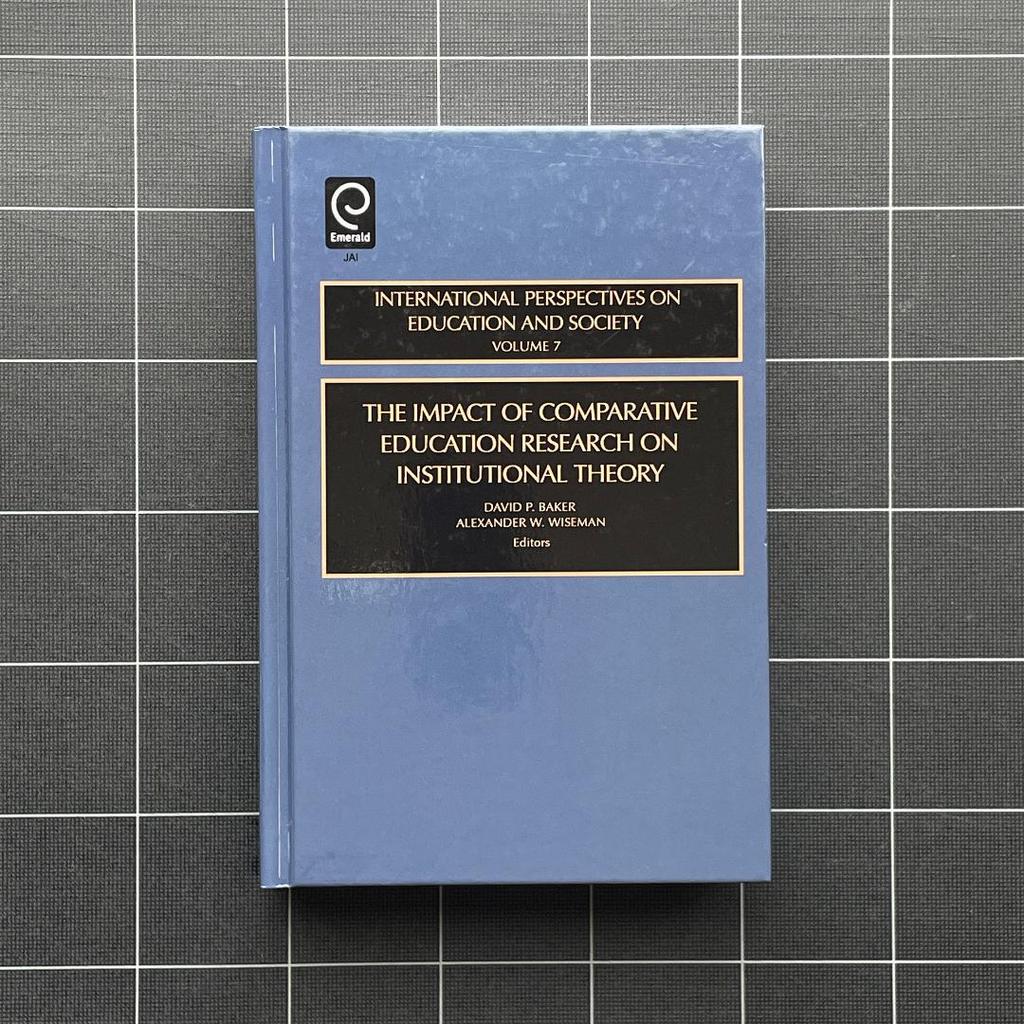 Emerald
JAI
INTERNATIONAL PERSPECTIVES ON
EDUCATION AND SOCIETY
VOLUME 7
THE IMPACT OF COMPARATIVE
EDUCATION RESEARCH ON
INSTITUTIONAL THEORY
DAVID P. BAKER
ALEXANDER W. WISEMAN
Editors